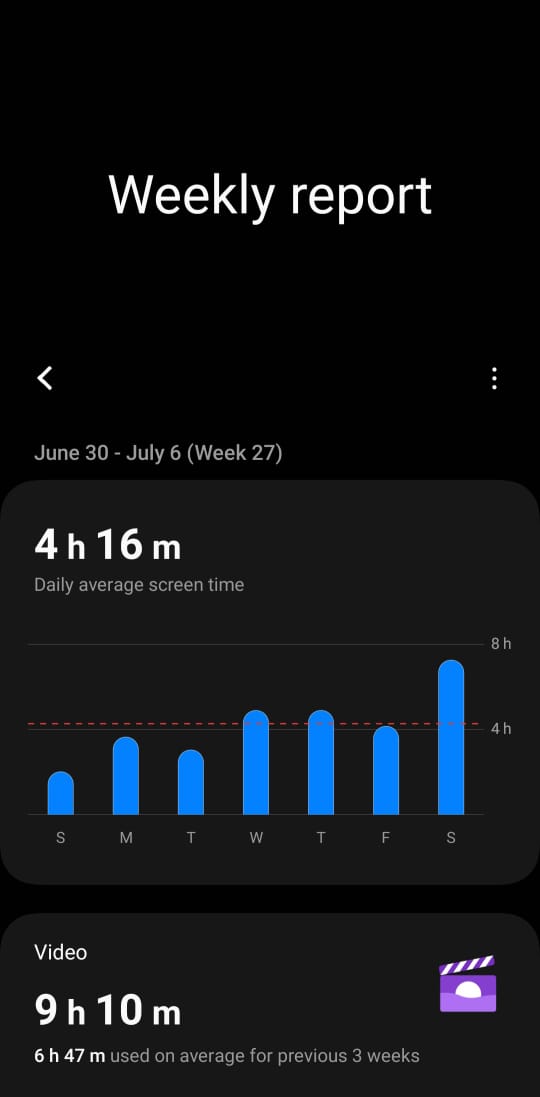 Weekly report
June 30 - July 6 (Week 27)
4 h 16 m
Daily average screen time
8 h
4 h
S M T W T F S
Video
9 h 10 m
6 h 47 m used on average for previous 3 weeks